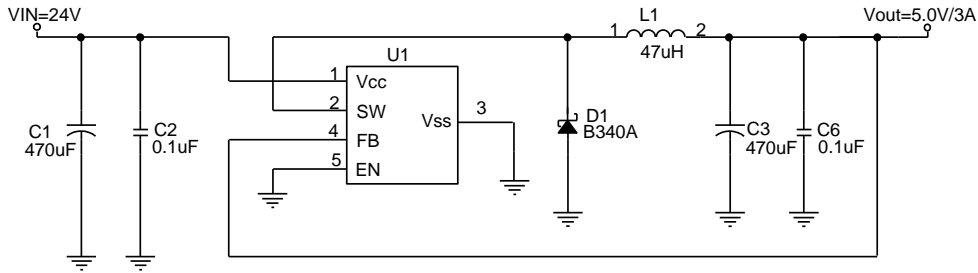 VIN=24V
L1
Vout=5.0V/3A
1
2
47uH
U1
1
Vcc
2
SW
4
FB
5
EN
Vss
3
C1
470uF
C2
0.1uF
D1
B340A
C3
470uF
C6
0.1uF